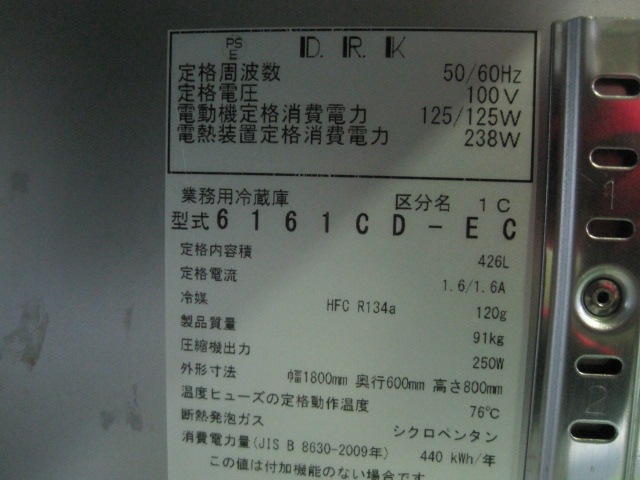 PS
E
D.R.K
定格周波数 50/60Hz
定格電圧 100V
電動機定格消費電力 125/125W
電熱装置定格消費電力 238W
業務用冷蔵庫 区分名 1C
型式 6161CD-EC
定格内容積 426L
定格電流 1.6/1.6A
冷媒 HFC R134a 120g
製品質量 91kg
圧縮機出力 250W
外形寸法 幅1800mm 奥行600mm 高さ800mm
温度ヒューズの定格動作温度 76℃
断熱発泡ガス シクロペンタン
消費電力量(JIS B 8630-2009年) 440 kWh/年
この値は付加機能のない場合です
1
2